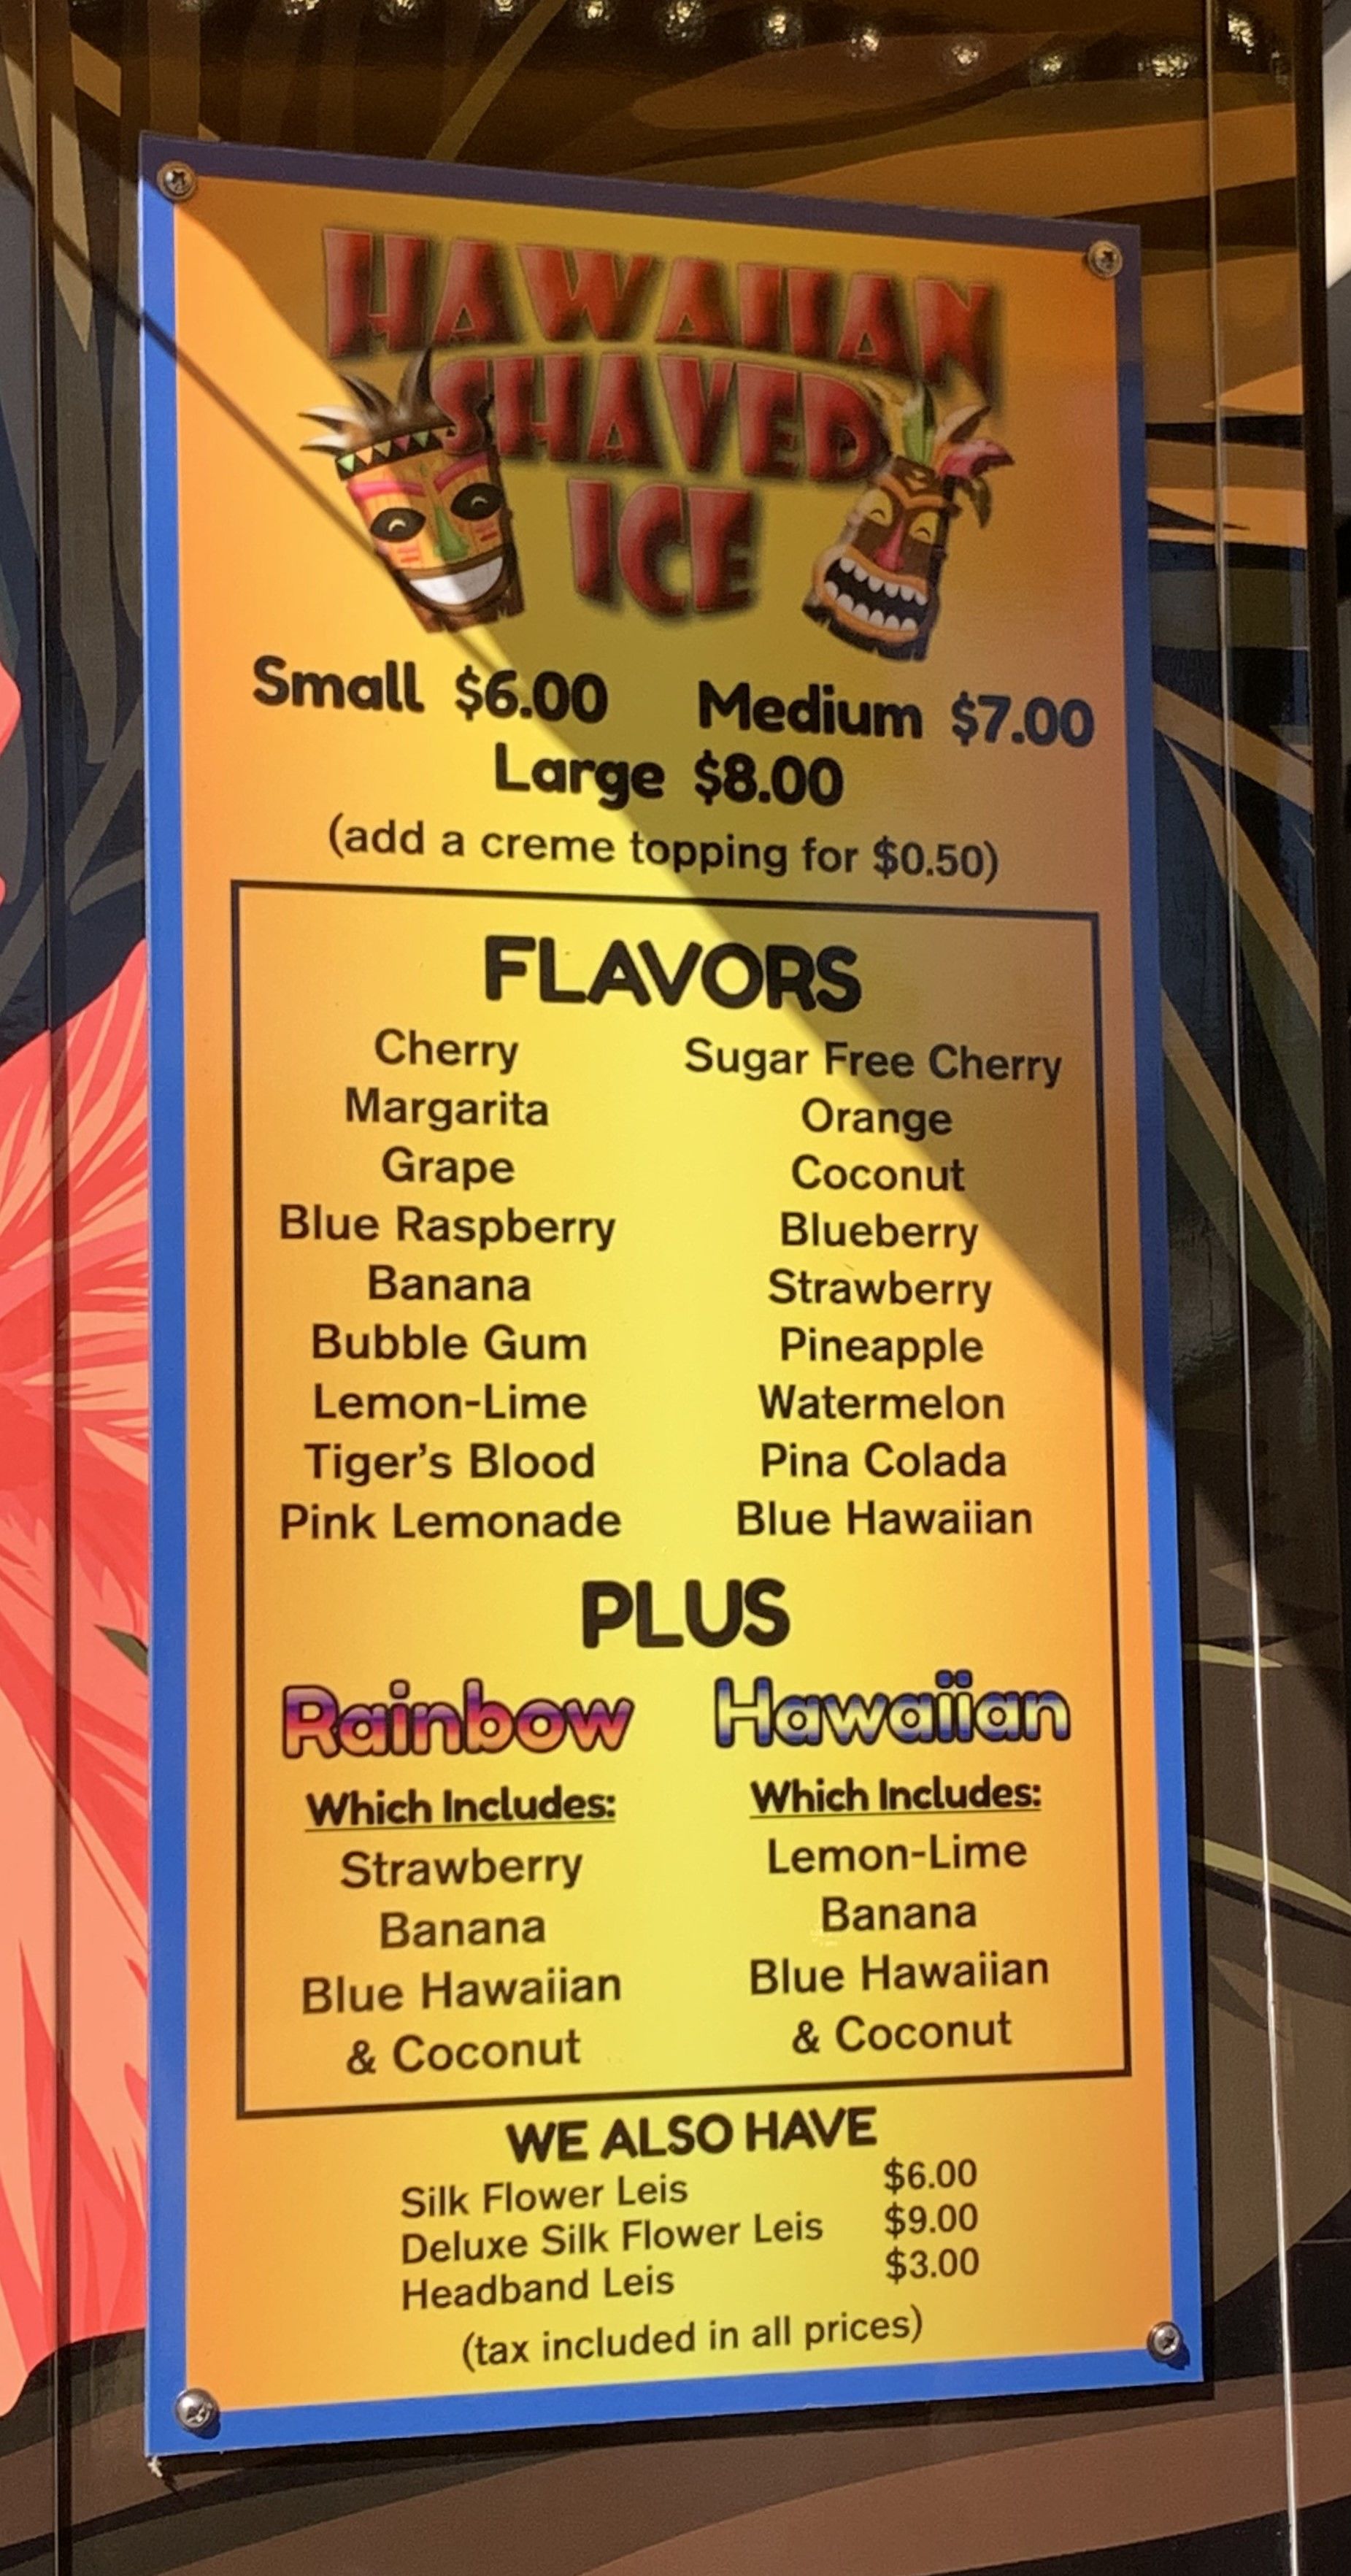 HAWAIIAN
SHAVED
ICE
Small $6.00 Medium $7.00
Large $8.00
(add a creme topping for $0.50)
FLAVORS
Cherry Sugar Free Cherry
Margarita Orange
Grape Coconut
Blue Raspberry Blueberry
Banana Strawberry
Bubble Gum Pineapple
Lemon-Lime Watermelon
Tiger's Blood Pina Colada
Pink Lemonade Blue Hawaiian
PLUS
Rainbow Hawaiian
Which Includes: Which Includes:
Strawberry Lemon-Lime
Banana Banana
Blue Hawaiian Blue Hawaiian
& Coconut & Coconut
WE ALSO HAVE
Silk Flower Leis $6.00
Deluxe Silk Flower Leis $9.00
Headband Leis $3.00
(tax included in all prices)